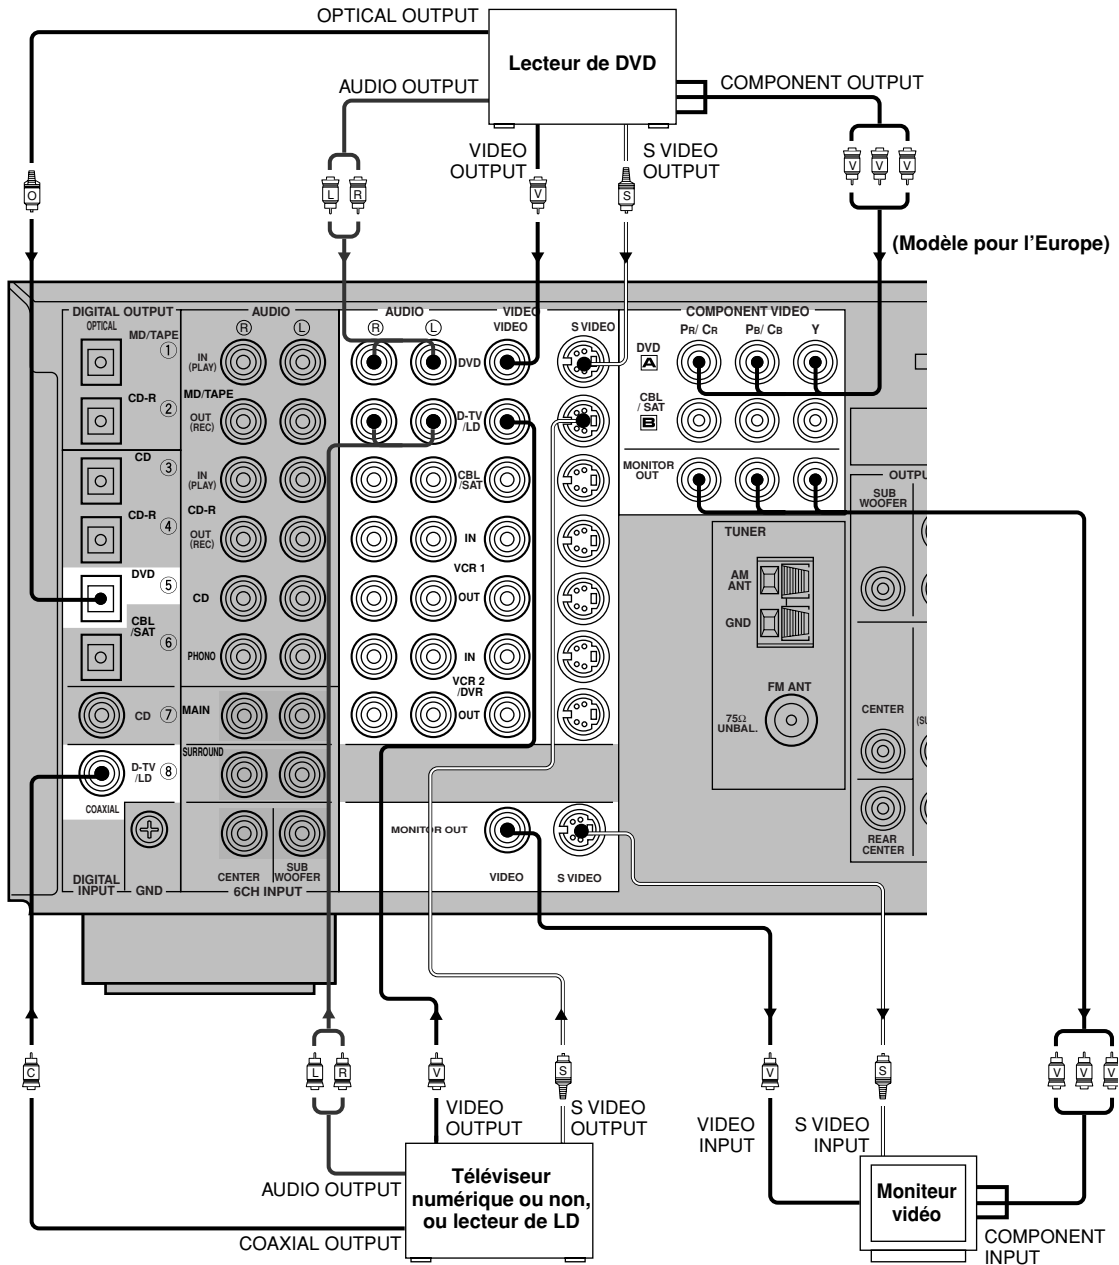 OPTICAL OUTPUT
Lecteur de DVD
AUDIO OUTPUT
COMPONENT OUTPUT
VIDEO
OUTPUT
S VIDEO
OUTPUT
O
L
R
V
S
V
V
V
(Modèle pour l'Europe)
DIGITAL OUTPUT
OPTICAL
MD/TAPE
1
CD-R
2
CD
3
CD-R
4
DVD
5
CBL
/SAT
6
CD
7
D-TV
/LD
8
COAXIAL
DIGITAL
INPUT
GND
AUDIO
R
L
IN
(PLAY)
MD/TAPE
OUT
(REC)
IN
(PLAY)
CD-R
OUT
(REC)
CD
PHONO
MAIN
SURROUND
CENTER
SUB
WOOFER
6CH INPUT
AUDIO
R
L
VIDEO
VIDEO
S VIDEO
DVD
D-TV
/LD
CBL
/SAT
IN
VCR 1
OUT
IN
VCR 2
/DVR
OUT
MONITOR OUT
VIDEO
S VIDEO
COMPONENT VIDEO
PR/ CR
PB/ CB
Y
DVD
A
CBL
/ SAT
B
MONITOR
OUT
TUNER
AM
ANT
GND
FM ANT
75Ω
UNBAL.
OUTPU
SUB
WOOFER
CENTER
(SU
REAR
CENTER
C
L
R
V
S
V
S
V
V
V
VIDEO
OUTPUT
S VIDEO
OUTPUT
VIDEO
INPUT
S VIDEO
INPUT
AUDIO OUTPUT
COAXIAL OUTPUT
Téléviseur
numérique ou non,
ou lecteur de LD
Moniteur
vidéo
COMPONENT
INPUT